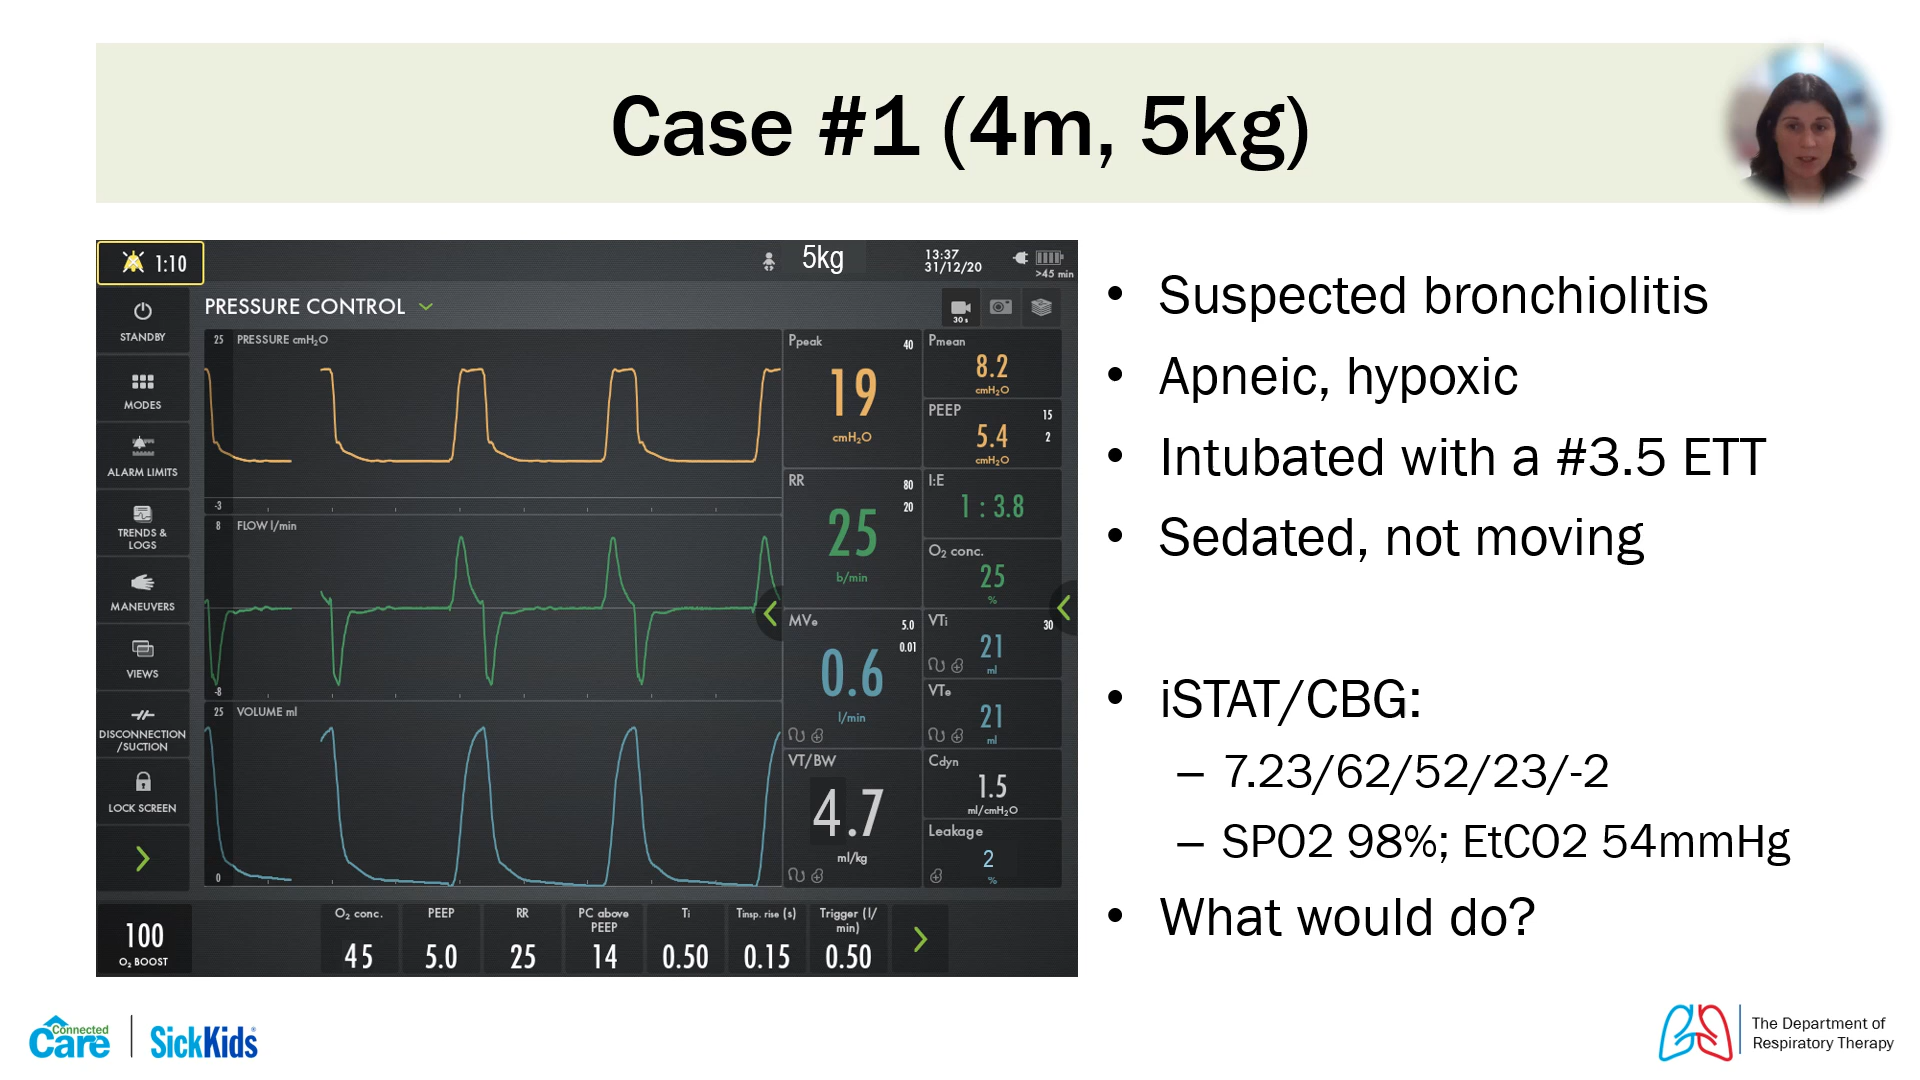 Case #1 (4m, 5kg)
1:10
5kg
13:37
31/12/20
>45 min
STANDBY
MODES
ALARM LIMITS
TRENDS &
LOGS
MANEUVERS
VIEWS
DISCONNECTION
/SUCTION
LOCK SCREEN
PRESSURE CONTROL
30 s
25 PRESSURE cmH₂O
-3
8 FLOW l/min
-8
25 VOLUME ml
0
Ppeak 40
19
cmH₂O
Pmean
8.2
cmH₂O
PEEP 15
5.4 2
cmH₂O
RR 80
20
25
b/min
I:E
1 : 3.8
O₂ conc.
25
%
MVe 5.0
0.01
0.6
l/min
VTi 30
21
ml
VTe
21
ml
VT/BW
4.7
ml/kg
Cdyn
1.5
ml/cmH₂O
Leakage
2
%
100
O₂ BOOST
O₂ conc.
45
PEEP
5.0
RR
25
PC above
PEEP
14
Ti
0.50
Tinsp. rise (s)
0.15
Trigger (l/
min)
0.50
• Suspected bronchiolitis
• Apneic, hypoxic
• Intubated with a #3.5 ETT
• Sedated, not moving
• iSTAT/CBG:
– 7.23/62/52/23/-2
– SPO2 98%; EtCO2 54mmHg
• What would do?
Connected
Care
SickKids
The Department of
Respiratory Therapy